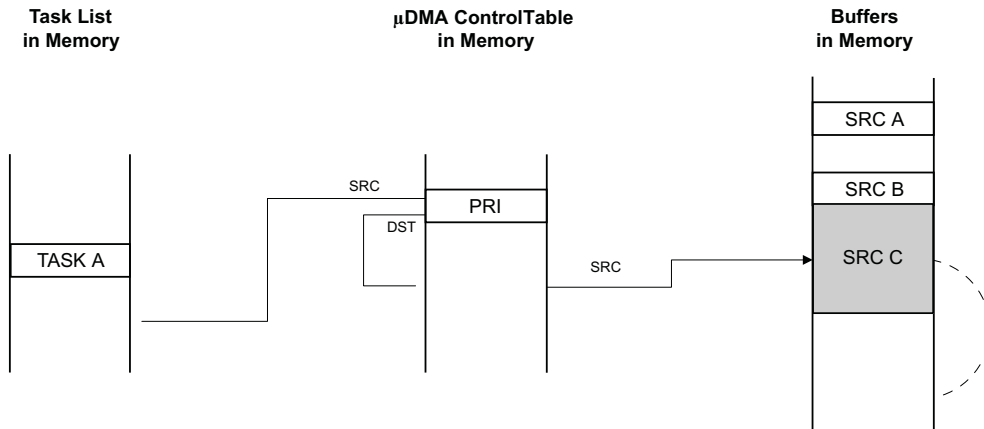 Task List
in Memory
µDMA ControlTable
in Memory
Buffers
in Memory
SRC A
SRC B
SRC
PRI
DST
TASK A
SRC C
SRC